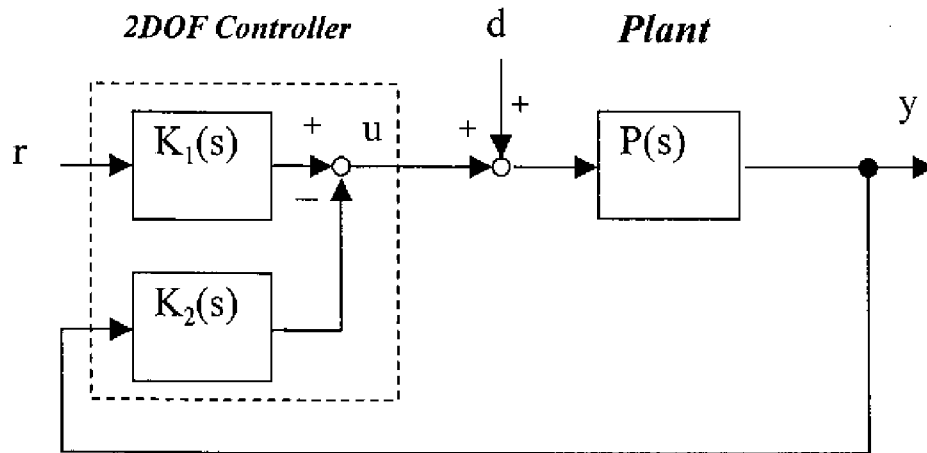 2DOF Controller
d
Plant
+
r
K₁(s)
+
u
+
P(s)
y
−
K₂(s)